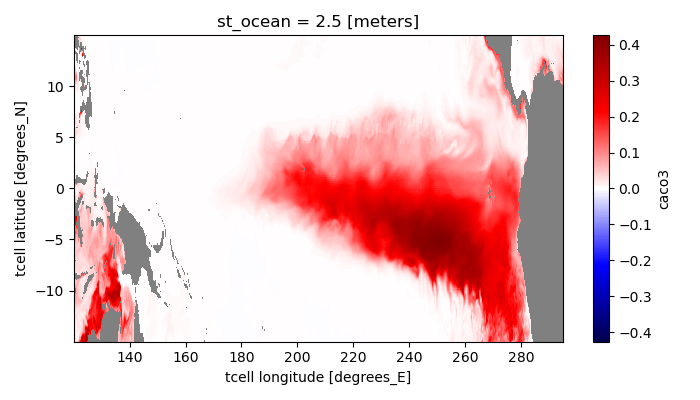 st_ocean = 2.5 [meters]
10
5
0
−5
−10
tcell latitude [degrees_N]
140 160 180 200 220 240 260 280
tcell longitude [degrees_E]
0.4
0.3
0.2
0.1
0.0
−0.1
−0.2
−0.3
−0.4
caco3